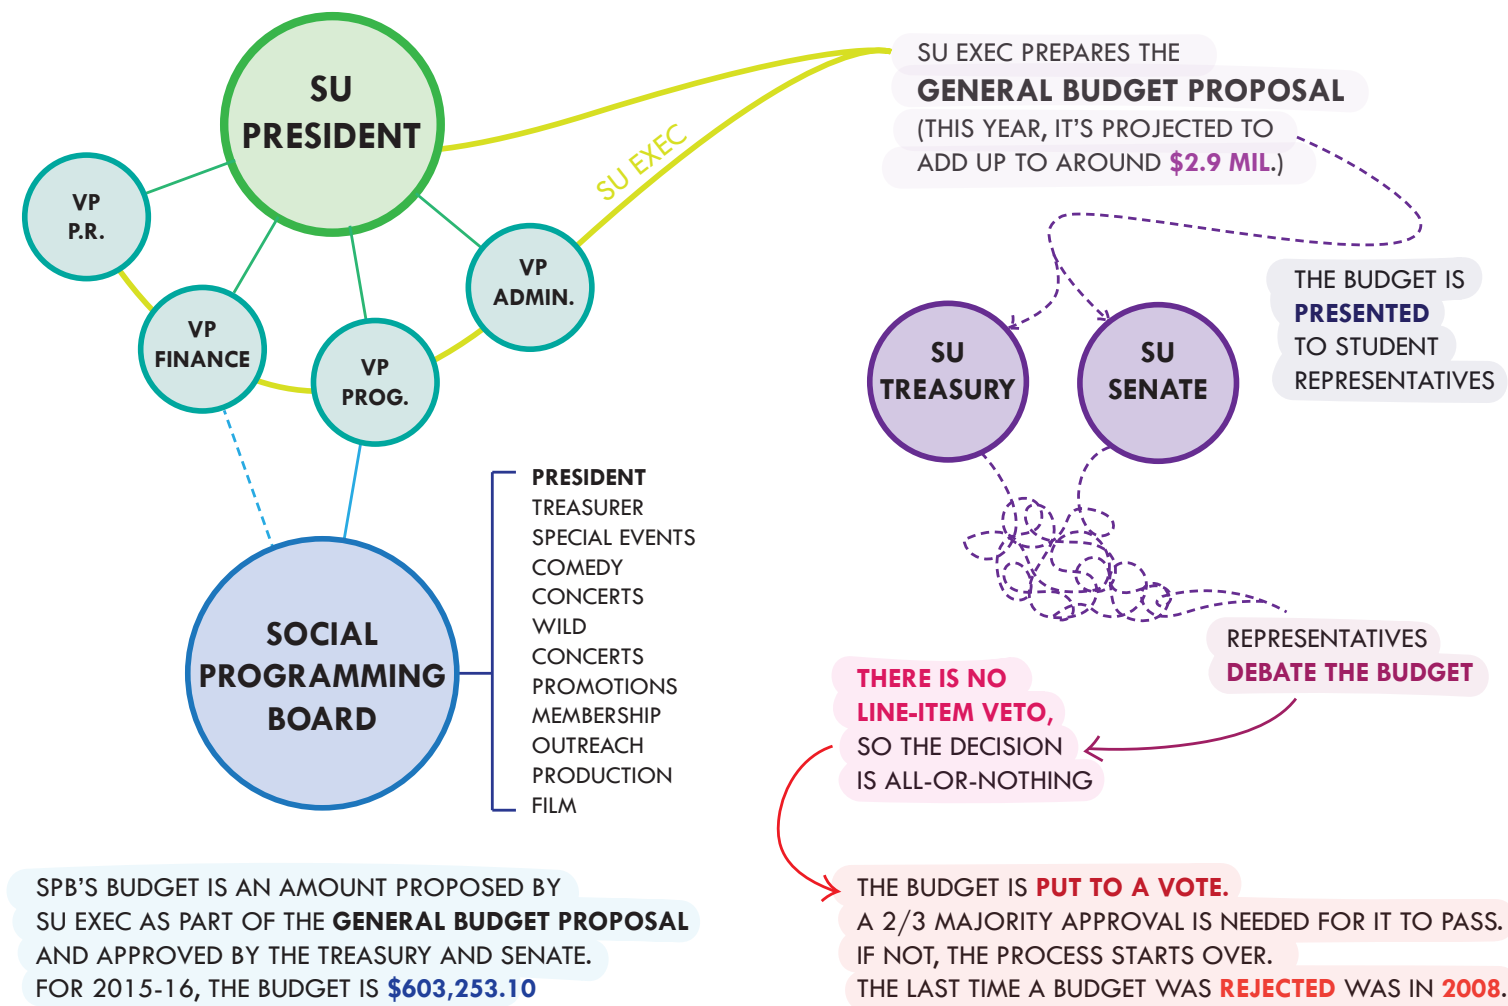 SU
PRESIDENT
VP
P.R.
VP
FINANCE
VP
PROG.
VP
ADMIN.
SU EXEC
SU EXEC PREPARES THE
GENERAL BUDGET PROPOSAL
(THIS YEAR, IT'S PROJECTED TO
ADD UP TO AROUND $2.9 MIL.)
THE BUDGET IS
PRESENTED
TO STUDENT
REPRESENTATIVES
SU
TREASURY
SU
SENATE
REPRESENTATIVES
DEBATE THE BUDGET
THERE IS NO
LINE-ITEM VETO,
SO THE DECISION
IS ALL-OR-NOTHING
THE BUDGET IS PUT TO A VOTE.
A 2/3 MAJORITY APPROVAL IS NEEDED FOR IT TO PASS.
IF NOT, THE PROCESS STARTS OVER.
THE LAST TIME A BUDGET WAS REJECTED WAS IN 2008.
SOCIAL
PROGRAMMING
BOARD
PRESIDENT
TREASURER
SPECIAL EVENTS
COMEDY
CONCERTS
WILD
CONCERTS
PROMOTIONS
MEMBERSHIP
OUTREACH
PRODUCTION
FILM
SPB'S BUDGET IS AN AMOUNT PROPOSED BY
SU EXEC AS PART OF THE GENERAL BUDGET PROPOSAL
AND APPROVED BY THE TREASURY AND SENATE.
FOR 2015-16, THE BUDGET IS $603,253.10